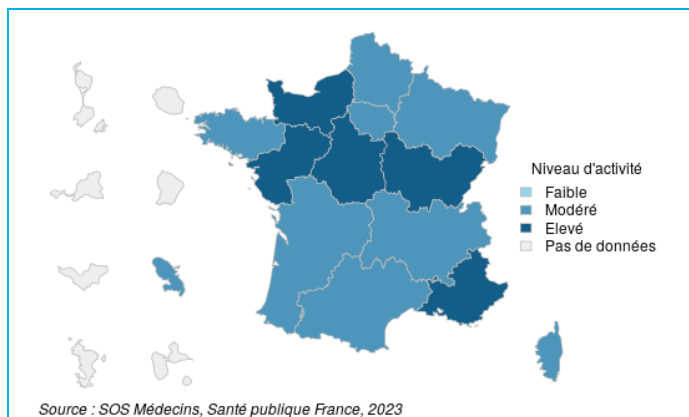 Niveau d'activité
Faible
Modéré
Elevé
Pas de données
Source : SOS Médecins, Santé publique France, 2023